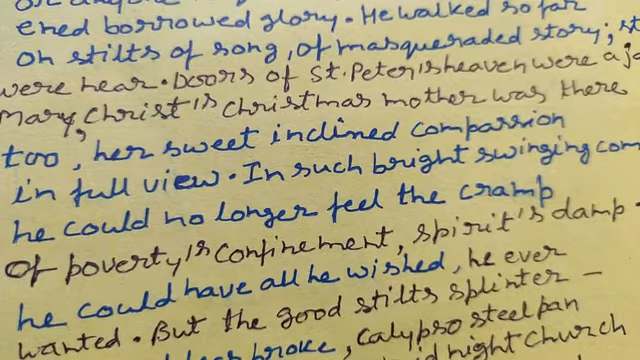 ened borrowed glory. He walked so far
on stilts of song, of masqueraded story;
were near. Doors of St. Peter's heaven were a
Mary, Christ's Christmas mother was there
too, her sweet inclined compassion
in full view. In such bright swinging com
he could no longer feel the cramp
of poverty's confinement, spirit's damp.
he could have all he wished, he ever
wanted. But the good stilts splinter —
broke, calypso steelpan
night church